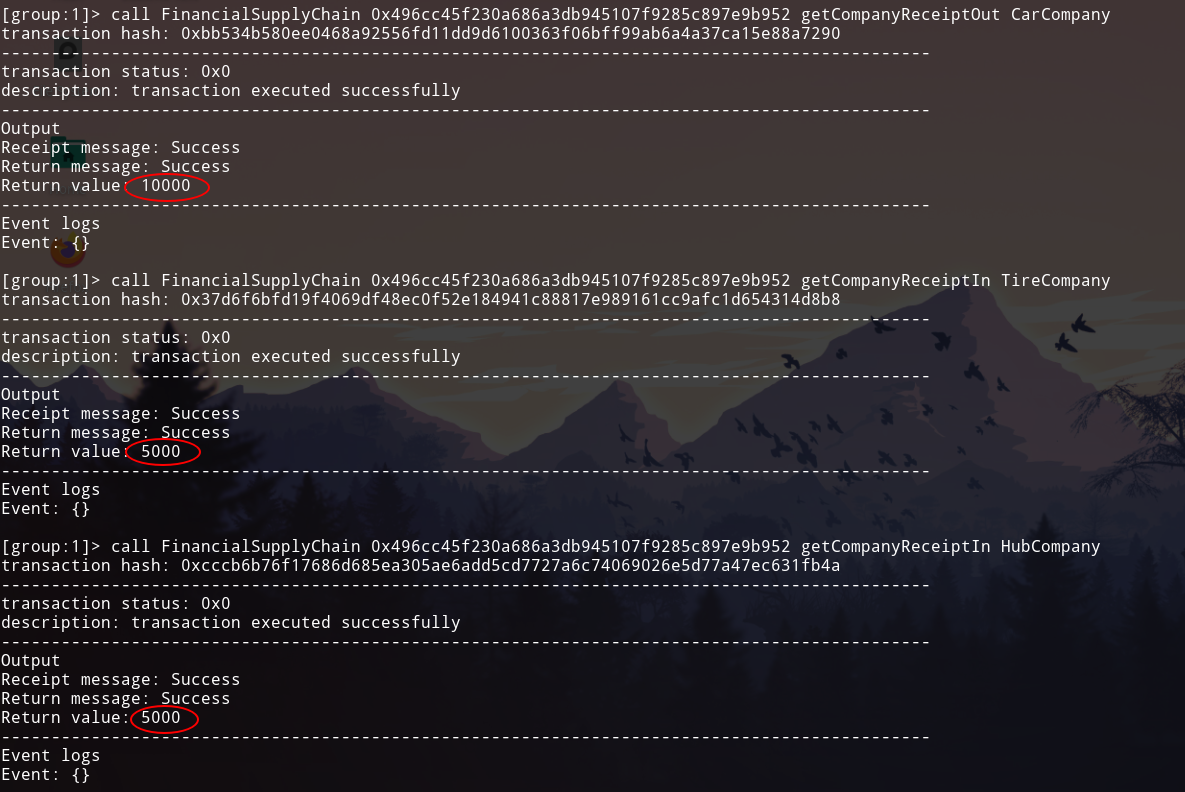 [group:1]> call FinancialSupplyChain 0x496cc45f230a686a3db945107f9285c897e9b952 getCompanyReceiptOut CarCompany
transaction hash: 0xbb534b580ee0468a92556fd11dd9d6100363f06bff99ab6a4a37ca15e88a7290
---------------------------------------------------------------------------------------------
transaction status: 0x0
description: transaction executed successfully
---------------------------------------------------------------------------------------------
Output
Receipt message: Success
Return message: Success
Return value: 10000
---------------------------------------------------------------------------------------------
Event logs
Event: {}
[group:1]> call FinancialSupplyChain 0x496cc45f230a686a3db945107f9285c897e9b952 getCompanyReceiptIn TireCompany
transaction hash: 0x37d6f6bfd19f4069df48ec0f52e184941c88817e989161cc9afc1d654314d8b8
---------------------------------------------------------------------------------------------
transaction status: 0x0
description: transaction executed successfully
---------------------------------------------------------------------------------------------
Output
Receipt message: Success
Return message: Success
Return value: 5000
---------------------------------------------------------------------------------------------
Event logs
Event: {}
[group:1]> call FinancialSupplyChain 0x496cc45f230a686a3db945107f9285c897e9b952 getCompanyReceiptIn HubCompany
transaction hash: 0xcccb6b76f17686d685ea305ae6add5cd7727a6c74069026e5d77a47ec631fb4a
---------------------------------------------------------------------------------------------
transaction status: 0x0
description: transaction executed successfully
---------------------------------------------------------------------------------------------
Output
Receipt message: Success
Return message: Success
Return value: 5000
---------------------------------------------------------------------------------------------
Event logs
Event: {}